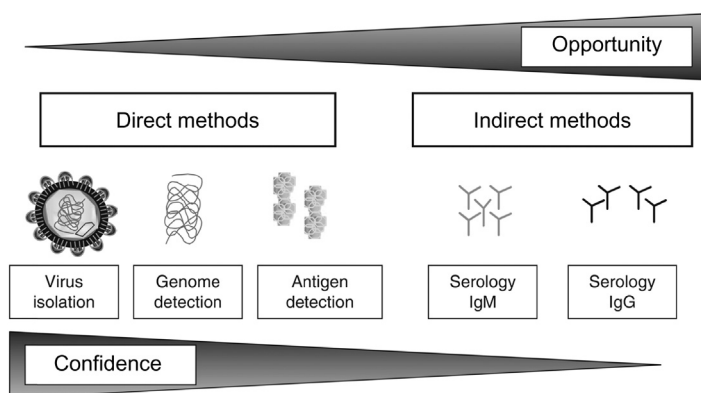 Opportunity
Direct methods
Indirect methods
Virus
isolation
Genome
detection
Antigen
detection
Serology
IgM
Serology
IgG
Confidence